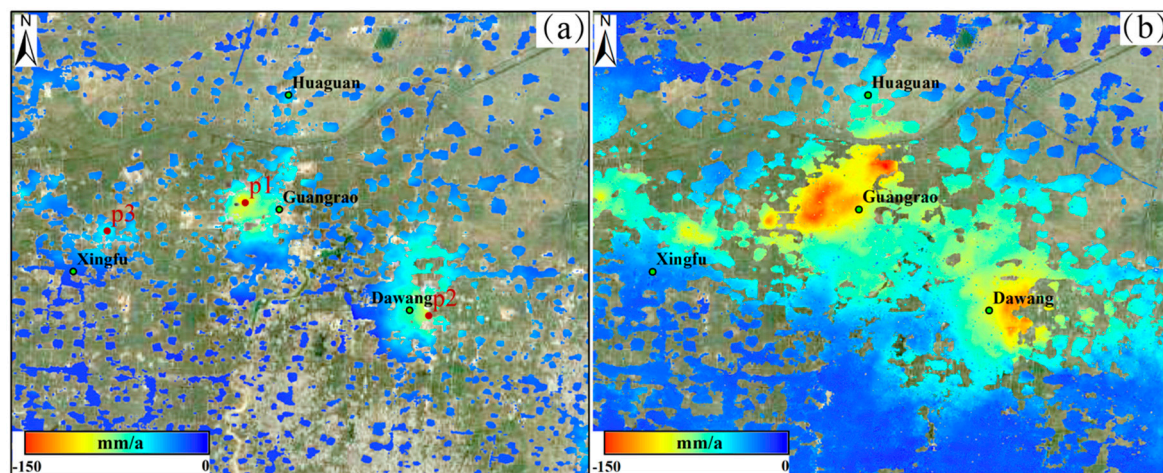 N
(a)
Huaguan
p1
Guangrao
p3
Xingfu
Dawang
p2
mm/a
-150 0
N
(b)
Huaguan
Guangrao
Xingfu
Dawang
mm/a
-150 0